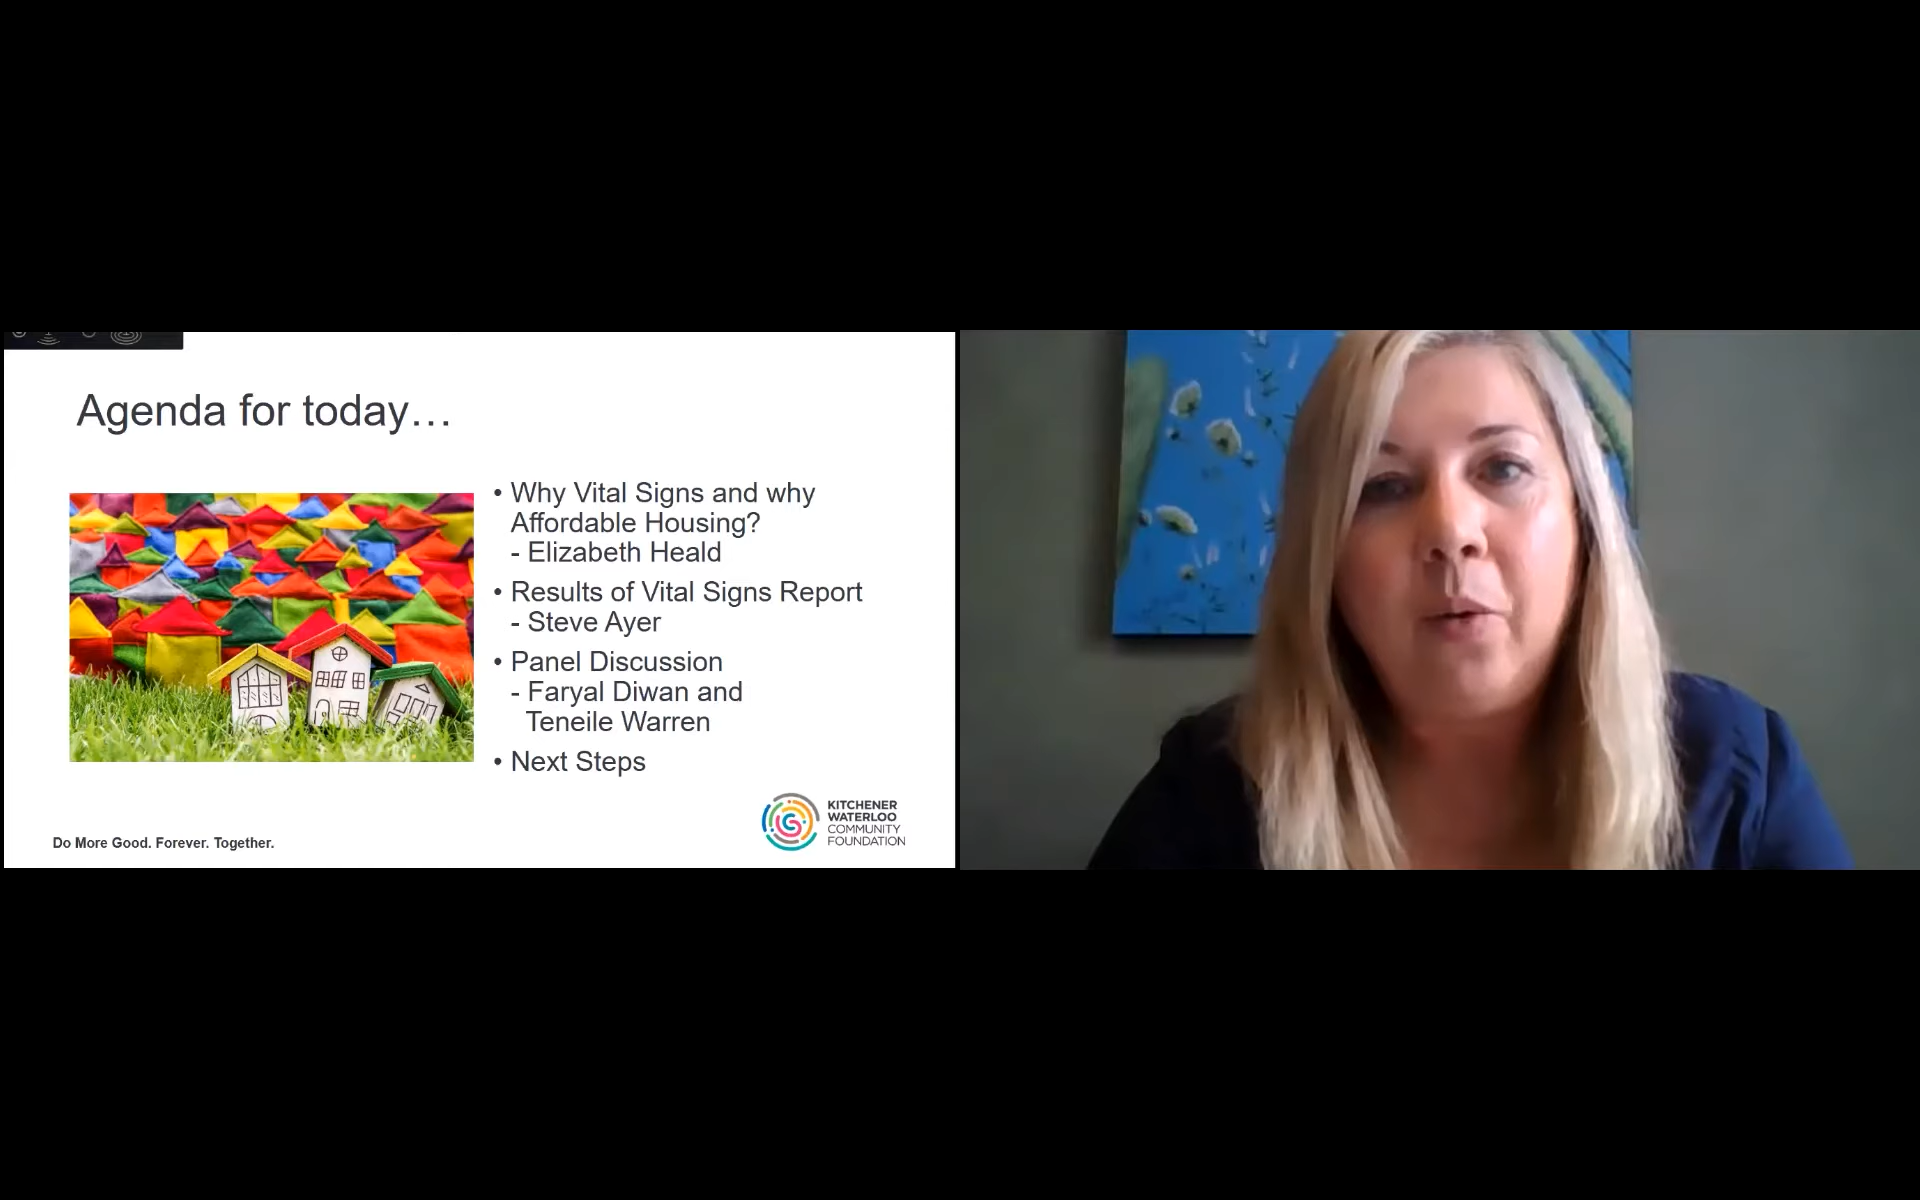 Agenda for today…
• Why Vital Signs and why
Affordable Housing?
- Elizabeth Heald
• Results of Vital Signs Report
- Steve Ayer
• Panel Discussion
- Faryal Diwan and
Teneile Warren
• Next Steps
Do More Good. Forever. Together.
KITCHENER
WATERLOO
COMMUNITY
FOUNDATION